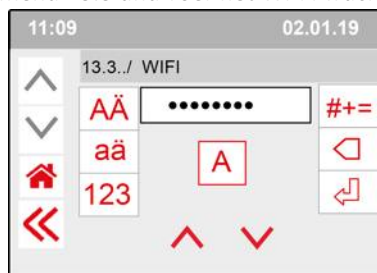 11:09 02.01.19
13.3../ WIFI
AÄ •••••••• #+=
aä A
123